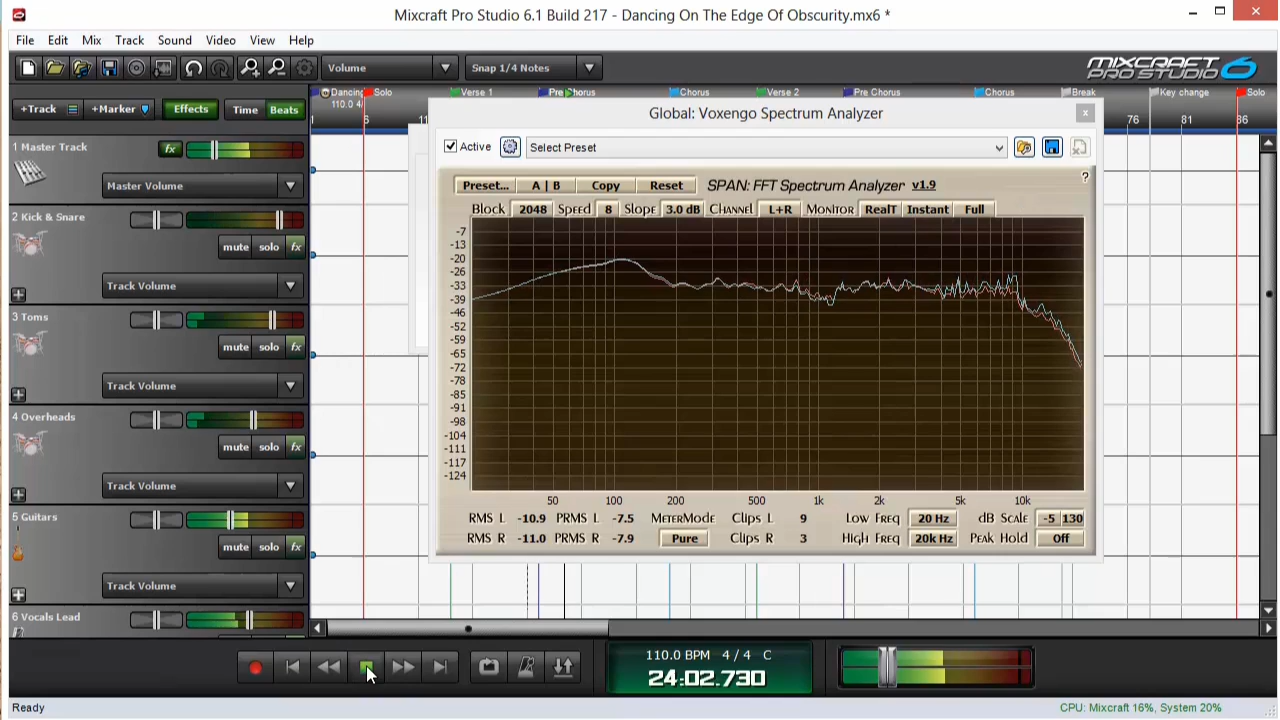 Mixcraft Pro Studio 6.1 Build 217 - Dancing On The Edge Of Obscurity.mx6 *
File Edit Mix Track Sound Video View Help
Volume Snap 1/4 Notes MIXCRAFT PRO STUDIO 6
+Track +Marker Effects Time Beats
Dancing Solo Verse 1 Pre Chorus Chorus Verse 2 Pre Chorus Chorus Break Key change Solo
110.0 4/
6 11 76 81 86
Global: Voxengo Spectrum Analyzer
x
Active Select Preset
1 Master Track fx
Master Volume
Preset... A | B Copy Reset SPAN: FFT Spectrum Analyzer v1.9 ?
Block 2048 Speed 8 Slope 3.0 dB Channel L+R Monitor RealT Instant Full
2 Kick & Snare
mute solo fx
Track Volume
3 Toms
mute solo fx
Track Volume
4 Overheads
mute solo fx
Track Volume
5 Guitars
mute solo fx
Track Volume
6 Vocals Lead
-7
-13
-20
-26
-33
-39
-46
-52
-59
-65
-72
-78
-85
-91
-98
-104
-111
-117
-124
50 100 200 500 1k 2k 5k 10k
RMS L -10.9 PRMS L -7.5 MeterMode Clips L 9 Low Freq 20 Hz dB Scale -5 130
RMS R -11.0 PRMS R -7.9 Pure Clips R 3 High Freq 20k Hz Peak Hold Off
110.0 BPM 4 / 4 C
24:02.730
Ready CPU: Mixcraft 16%, System 20%